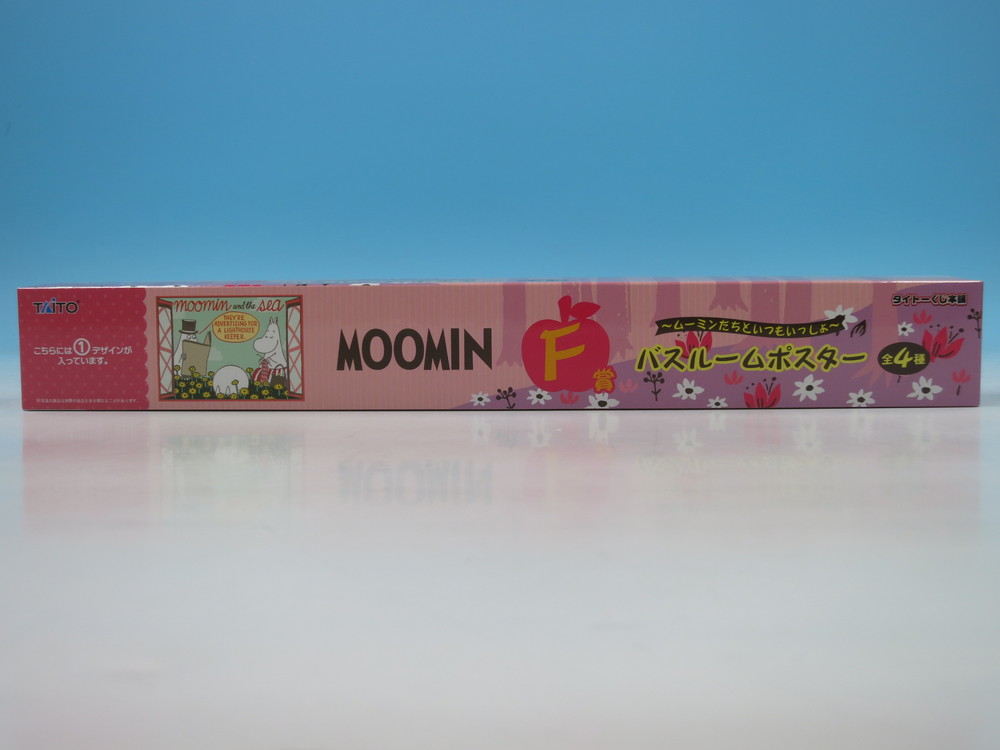 TAITO
こちらには①デザインが
入っています。
moomin and the sea
THEY'RE
ADVERTISING FOR
A LIGHTHOUSE
KEEPER.
MOOMIN
F賞
～ムーミンたちといつもいっしょ～
バスルームポスター
全4種
タイトーくじ本舗